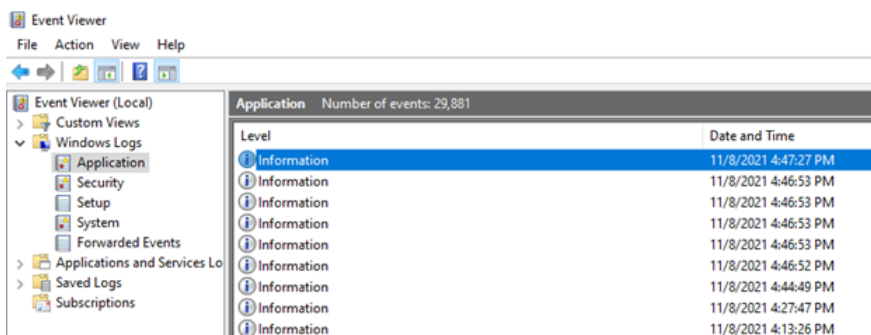 Event Viewer
File Action View Help
Event Viewer (Local)
Custom Views
Windows Logs
Application
Security
Setup
System
Forwarded Events
Applications and Services Lo
Saved Logs
Subscriptions
Application Number of events: 29,881
Level Date and Time
Information 11/8/2021 4:47:27 PM
Information 11/8/2021 4:46:53 PM
Information 11/8/2021 4:46:53 PM
Information 11/8/2021 4:46:53 PM
Information 11/8/2021 4:46:53 PM
Information 11/8/2021 4:46:52 PM
Information 11/8/2021 4:44:49 PM
Information 11/8/2021 4:27:47 PM
Information 11/8/2021 4:13:26 PM